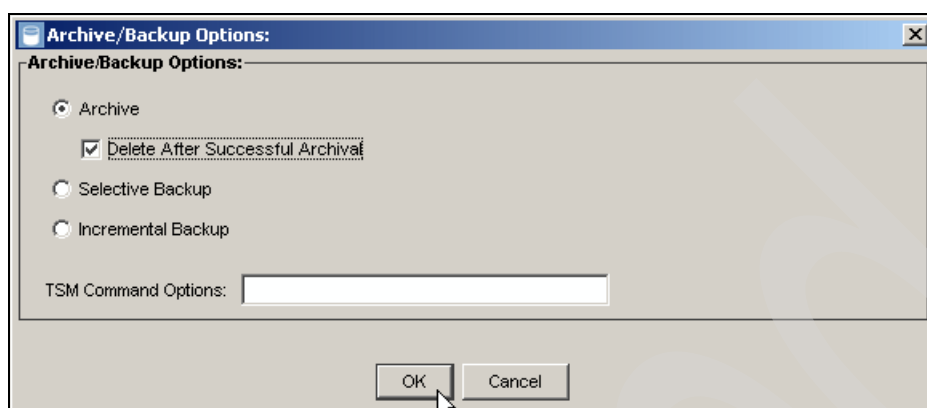 Archive/Backup Options:
Archive/Backup Options:
Archive
Delete After Successful Archival
Selective Backup
Incremental Backup
TSM Command Options:
OK Cancel